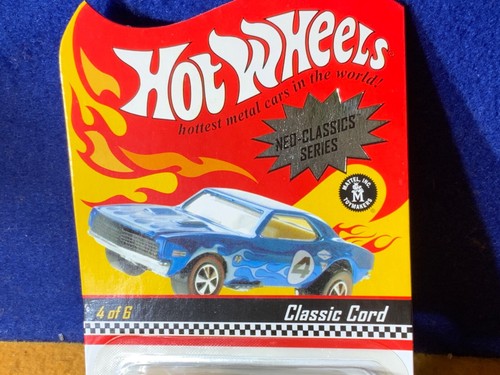 Hot Wheels
hottest metal cars in the world!
NEO-CLASSICS
SERIES
MATTEL, INC.
M
TOYMAKERS
4
4 of 6
Classic Cord